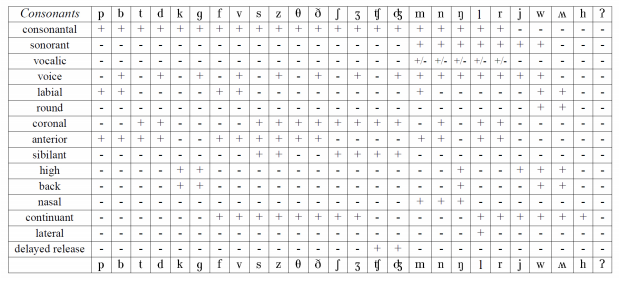 Consonants p b t d k g f v s z θ ð ʃ ʒ ʧ ʤ m n ŋ l r j w ʍ h ʔ
consonantal + + + + + + + + + + + + + + + + + + + + + - - - - -
sonorant - - - - - - - - - - - - - - - - + + + + + + + - - -
vocalic - - - - - - - - - - - - - - - - +/- +/- +/- +/- +/- - - - - -
voice - + - + - + - + - + - + - + - + + + + + + + + - - -
labial + + - - - - + + - - - - - - - - + - - - - - + + - -
round - - - - - - - - - - - - - - - - - - - - - - + + - -
coronal - - + + - - - - + + + + + + + + - + - + + - - - - -
anterior + + + + - - + + + + + + - - - - + + - + + - - - - -
sibilant - - - - - - - - + + - - + + + + - - - - - - - - - -
high - - - - + + - - - - - - - - - - - - + - - + + + - -
back - - - - + + - - - - - - - - - - - - + - - - + + - -
nasal - - - - - - - - - - - - - - - - + + + - - - - - - -
continuant - - - - - - + + + + + + + + - - - - - + + + + + + -
lateral - - - - - - - - - - - - - - - - - - - + - - - - - -
delayed release - - - - - - - - - - - - - - + + - - - - - - - - - -
p b t d k g f v s z θ ð ʃ ʒ ʧ ʤ m n ŋ l r j w ʍ h ʔ